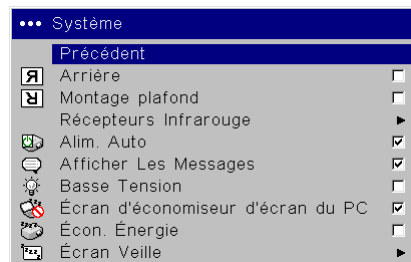 ••• Système
Précédent
Arrière
Montage plafond
Récepteurs Infrarouge
Alim. Auto
Afficher Les Messages
Basse Tension
Écran d'économiseur d'écran du PC
Écon. Énergie
Écran Veille